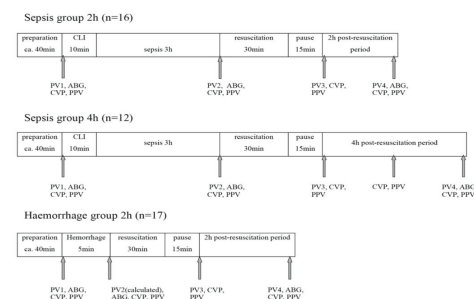 Sepsis group 2h (n=16)
preparation CLI resuscitation pause 2h post-resuscitation
sepsis 3h
ca. 40min 10min 30min 15min period
PV1, ABG, PV2, ABG, PV3, CVP, PV4, ABG,
CVP, PPV CVP, PPV PPV CVP, PPV
Sepsis group 4h (n=12)
preparation CLI resuscitation pause
sepsis 3h 4h post-resuscitation period
ca. 40min 10min 30min 15min
PV1, ABG, PV2, ABG, PV3, CVP, CVP, PPV PV4, ABG
CVP, PPV CVP, PPV PPV CVP, PPV
Haemorrhage group 2h (n=17)
preparation Hemorrhage resuscitation pause 2h post-resuscitation period
ca. 40min 5min 30min 15min
PV1, ABG, PV2(calculated), PV3, CVP, PV4, ABG,
CVP, PPV ABG, CVP, PPV PPV CVP, PPV